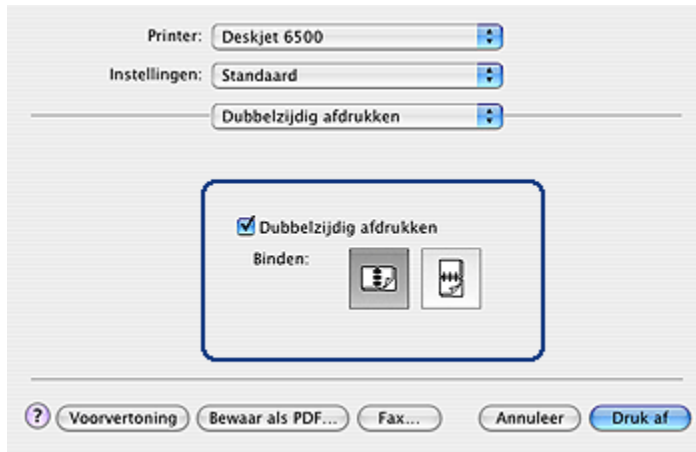 Printer: Deskjet 6500
Instellingen: Standaard
Dubbelzijdig afdrukken
Dubbelzijdig afdrukken
Binden:
? Voorvertoning Bewaar als PDF... Fax... Annuleer Druk af